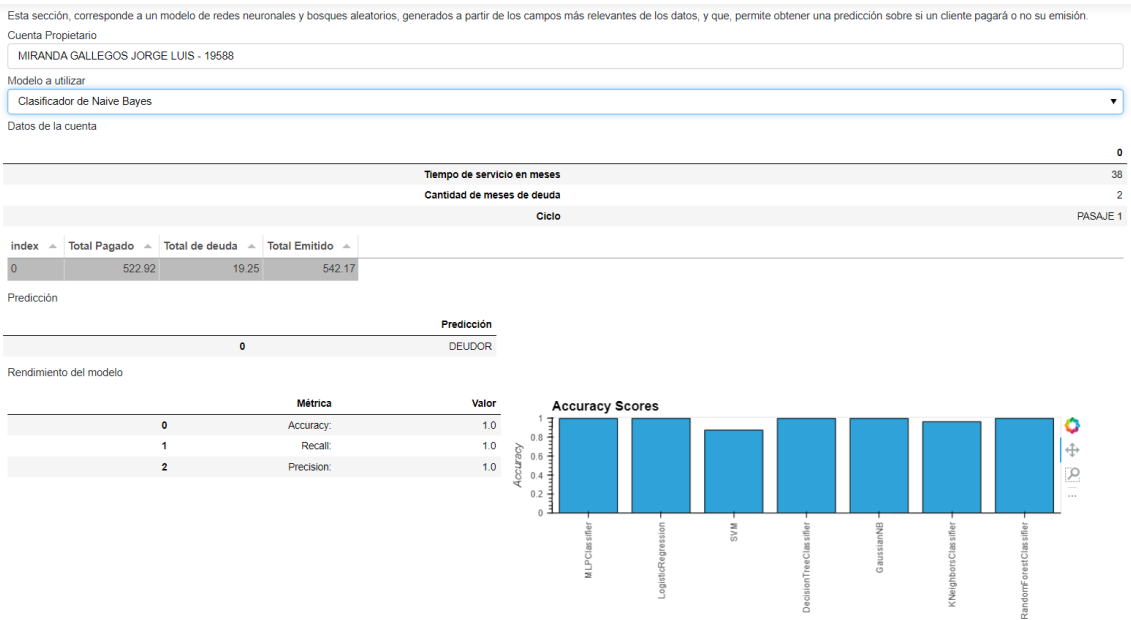 Esta sección, corresponde a un modelo de redes neuronales y bosques aleatorios, generados a partir de los campos más relevantes de los datos, y que, permite obtener una predicción sobre si un cliente pagará o no su emisión.
Cuenta Propietario
MIRANDA GALLEGOS JORGE LUIS - 19588
Modelo a utilizar
Clasificador de Naive Bayes
Datos de la cuenta
0
Tiempo de servicio en meses 38
Cantidad de meses de deuda 2
Ciclo PASAJE 1
index Total Pagado Total de deuda Total Emitido
0 522.92 19.25 542.17
Predicción
Predicción
0 DEUDOR
Rendimiento del modelo
Métrica Valor
0 Accuracy: 1.0
1 Recall: 1.0
2 Precision: 1.0
Accuracy Scores
Accuracy
1
0.8
0.6
0.4
0.2
0
MLPClassifier
LogisticRegression
SVM
DecisionTreeClassifier
GaussianNB
KNeighborsClassifier
RandomForestClassifier